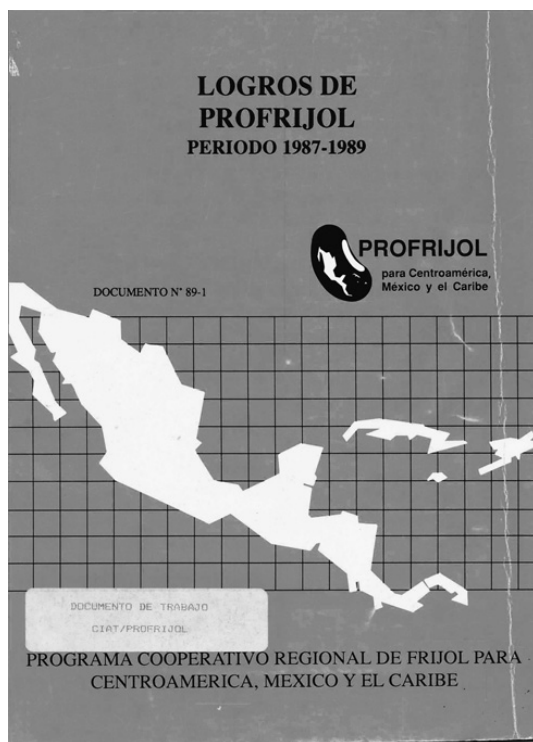 LOGROS DE
PROFRIJOL
PERIODO 1987-1989
PROFRIJOL
para Centroamérica,
México y el Caribe
DOCUMENTO N° 89-1
DOCUMENTO DE TRABAJO
CIAT/PROFRIJOL
PROGRAMA COOPERATIVO REGIONAL DE FRIJOL PARA
CENTROAMERICA, MEXICO Y EL CARIBE